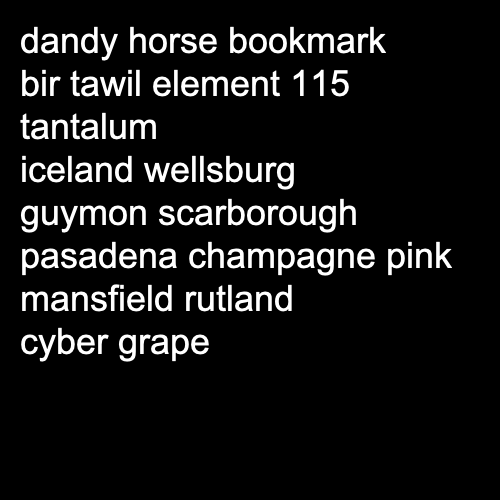 dandy horse bookmark
bir tawil element 115
tantalum
iceland wellsburg
guymon scarborough
pasadena champagne pink
mansfield rutland
cyber grape